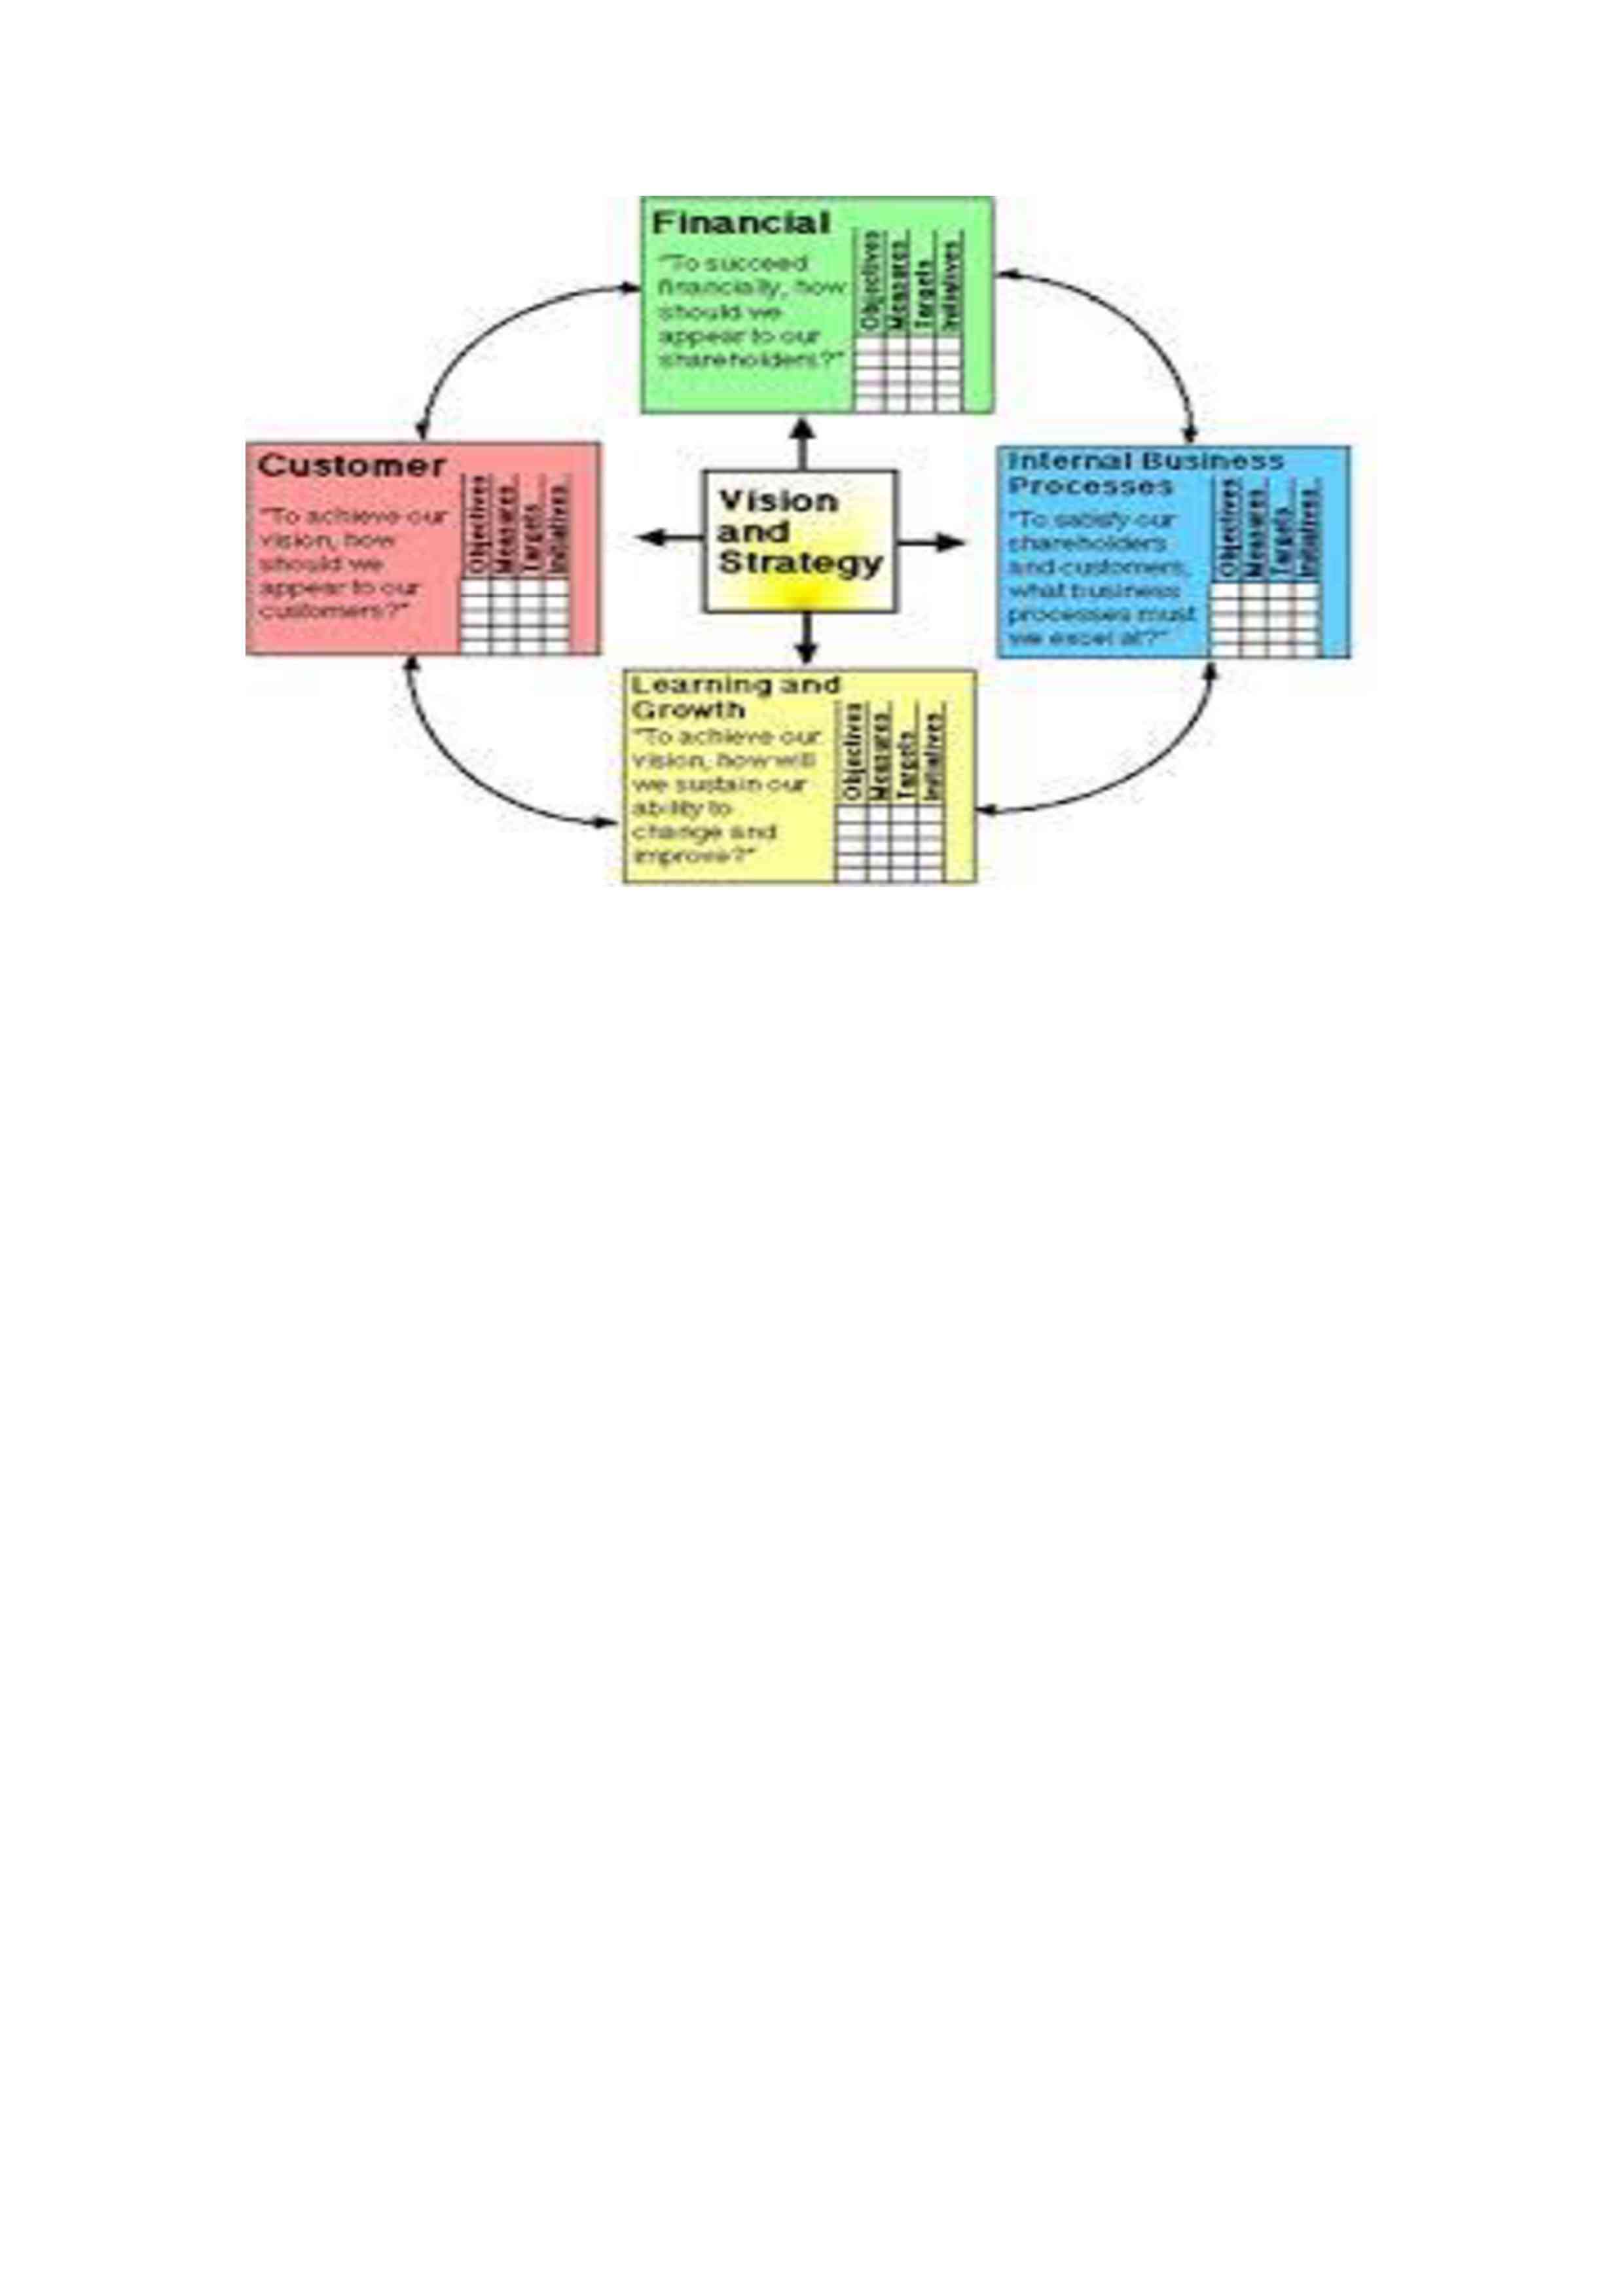 Financial
"To succeed
financially, how
should we
appear to our
shareholders?"
Objectives
Measures
Targets
Initiatives
Customer
"To achieve our
vision, how
should we
appear to our
customers?"
Objectives
Measures
Targets
Initiatives
Vision
and
Strategy
Internal Business
Processes
"To satisfy our
shareholders
and customers,
what business
processes must
we excel at?"
Objectives
Measures
Targets
Initiatives
Learning and
Growth
"To achieve our
vision, how will
we sustain our
ability to
change and
improve?"
Objectives
Measures
Targets
Initiatives